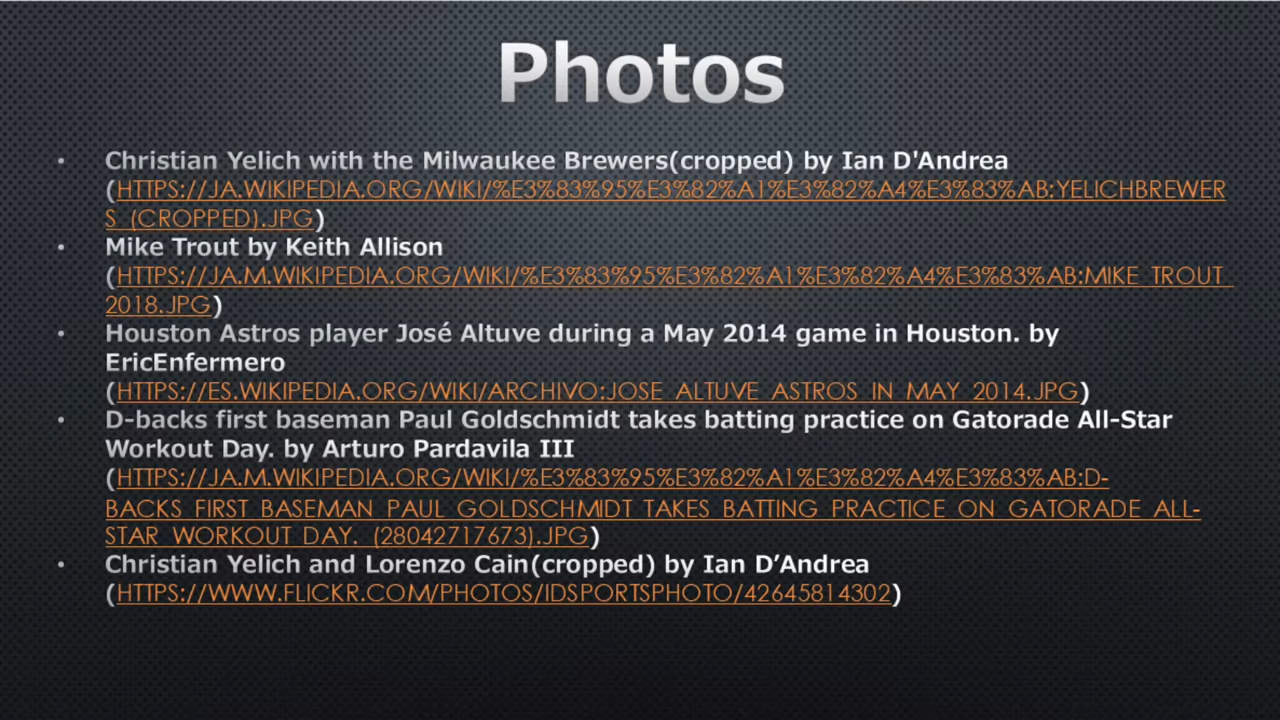 Photos
• Christian Yelich with the Milwaukee Brewers(cropped) by Ian D'Andrea
(HTTPS://JA.WIKIPEDIA.ORG/WIKI/%E3%83%95%E3%82%A1%E3%82%A4%E3%83%AB:YELICHBREWER
S_(CROPPED).JPG)
• Mike Trout by Keith Allison
(HTTPS://JA.M.WIKIPEDIA.ORG/WIKI/%E3%83%95%E3%82%A1%E3%82%A4%E3%83%AB:MIKE_TROUT_
2018.JPG)
• Houston Astros player José Altuve during a May 2014 game in Houston. by
EricEnfermero
(HTTPS://ES.WIKIPEDIA.ORG/WIKI/ARCHIVO:JOSE_ALTUVE_ASTROS_IN_MAY_2014.JPG)
• D-backs first baseman Paul Goldschmidt takes batting practice on Gatorade All-Star
Workout Day. by Arturo Pardavila III
(HTTPS://JA.M.WIKIPEDIA.ORG/WIKI/%E3%83%95%E3%82%A1%E3%82%A4%E3%83%AB:D-
BACKS_FIRST_BASEMAN_PAUL_GOLDSCHMIDT_TAKES_BATTING_PRACTICE_ON_GATORADE_ALL-
STAR_WORKOUT_DAY._(28042717673).JPG)
• Christian Yelich and Lorenzo Cain(cropped) by Ian D’Andrea
(HTTPS://WWW.FLICKR.COM/PHOTOS/IDSPORTSPHOTO/42645814302)